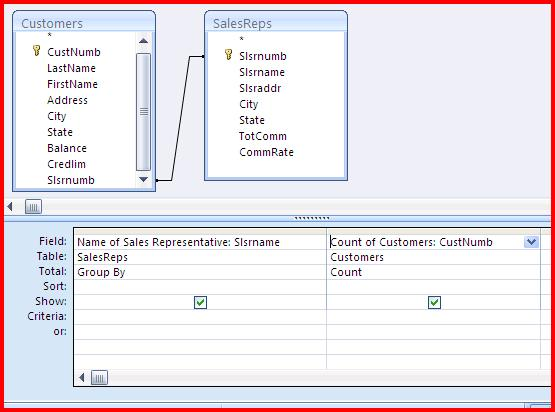 Customers
*
CustNumb
LastName
FirstName
Address
City
State
Balance
Credlim
Slsrnumb
SalesReps
*
Slsrnumb
Slsrname
Slsraddr
City
State
TotComm
CommRate
Field: Name of Sales Representative: Slsrname Count of Customers: CustNumb
Table: SalesReps Customers
Total: Group By Count
Sort:
Show:
Criteria:
or: